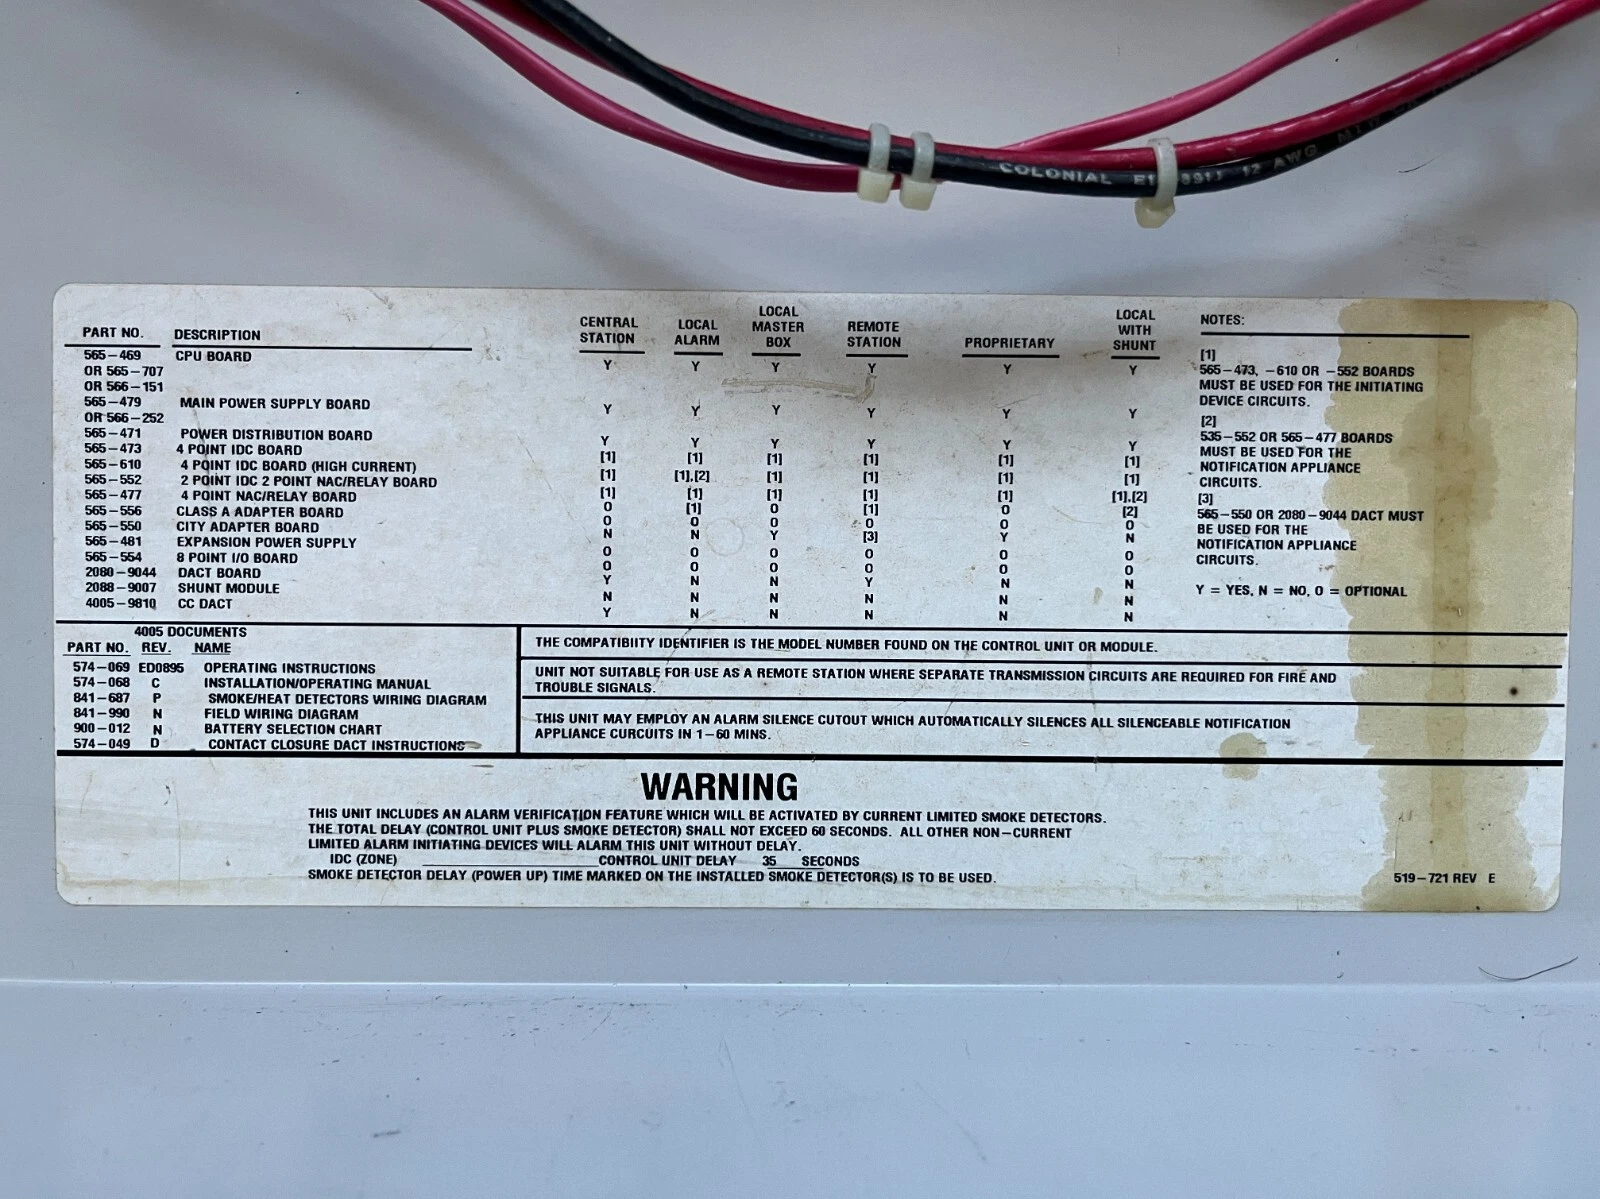 COLONIAL E1 891J 12 AWG
PART NO. DESCRIPTION CENTRAL STATION LOCAL ALARM LOCAL MASTER BOX REMOTE STATION PROPRIETARY LOCAL WITH SHUNT
565-469 CPU BOARD Y Y Y Y Y Y
OR 565-707
OR 566-151
565-479 MAIN POWER SUPPLY BOARD Y Y Y Y Y Y
OR 566-252
565-471 POWER DISTRIBUTION BOARD Y Y Y Y Y Y
565-473 4 POINT IDC BOARD [1] [1] [1] [1] [1] [1]
565-610 4 POINT IDC BOARD (HIGH CURRENT) [1] [1],[2] [1] [1] [1] [1]
565-552 2 POINT IDC 2 POINT NAC/RELAY BOARD [1] [1] [1] [1] [1] [1],[2]
565-477 4 POINT NAC/RELAY BOARD O [1] O [1] O [2]
565-556 CLASS A ADAPTER BOARD O O O O O O
565-550 CITY ADAPTER BOARD N N Y [3] Y N
565-481 EXPANSION POWER SUPPLY O O O O O O
565-554 8 POINT I/O BOARD O O O O O O
2080-9044 DACT BOARD Y N N Y N N
2088-9007 SHUNT MODULE N N N N N N
4005-9810 CC DACT Y N N N N N
NOTES:
[1]
565-473, -610 OR -552 BOARDS
MUST BE USED FOR THE INITIATING
DEVICE CIRCUITS.
[2]
535-552 OR 565-477 BOARDS
MUST BE USED FOR THE
NOTIFICATION APPLIANCE
CIRCUITS.
[3]
565-550 OR 2080-9044 DACT MUST
BE USED FOR THE
NOTIFICATION APPLIANCE
CIRCUITS.
Y = YES, N = NO, O = OPTIONAL
4005 DOCUMENTS
PART NO. REV. NAME
574-069 ED0895 OPERATING INSTRUCTIONS
574-068 C INSTALLATION/OPERATING MANUAL
841-687 P SMOKE/HEAT DETECTORS WIRING DIAGRAM
841-990 N FIELD WIRING DIAGRAM
900-012 N BATTERY SELECTION CHART
574-049 D CONTACT CLOSURE DACT INSTRUCTIONS
THE COMPATIBIITY IDENTIFIER IS THE MODEL NUMBER FOUND ON THE CONTROL UNIT OR MODULE.
UNIT NOT SUITABLE FOR USE AS A REMOTE STATION WHERE SEPARATE TRANSMISSION CIRCUITS ARE REQUIRED FOR FIRE AND
TROUBLE SIGNALS.
THIS UNIT MAY EMPLOY AN ALARM SILENCE CUTOUT WHICH AUTOMATICALLY SILENCES ALL SILENCEABLE NOTIFICATION
APPLIANCE CURCUITS IN 1-60 MINS.
WARNING
THIS UNIT INCLUDES AN ALARM VERIFICATION FEATURE WHICH WILL BE ACTIVATED BY CURRENT LIMITED SMOKE DETECTORS.
THE TOTAL DELAY (CONTROL UNIT PLUS SMOKE DETECTOR) SHALL NOT EXCEED 60 SECONDS. ALL OTHER NON-CURRENT
LIMITED ALARM INITIATING DEVICES WILL ALARM THIS UNIT WITHOUT DELAY.
IDC (ZONE) CONTROL UNIT DELAY 35 SECONDS
SMOKE DETECTOR DELAY (POWER UP) TIME MARKED ON THE INSTALLED SMOKE DETECTOR(S) IS TO BE USED.
519-721 REV E